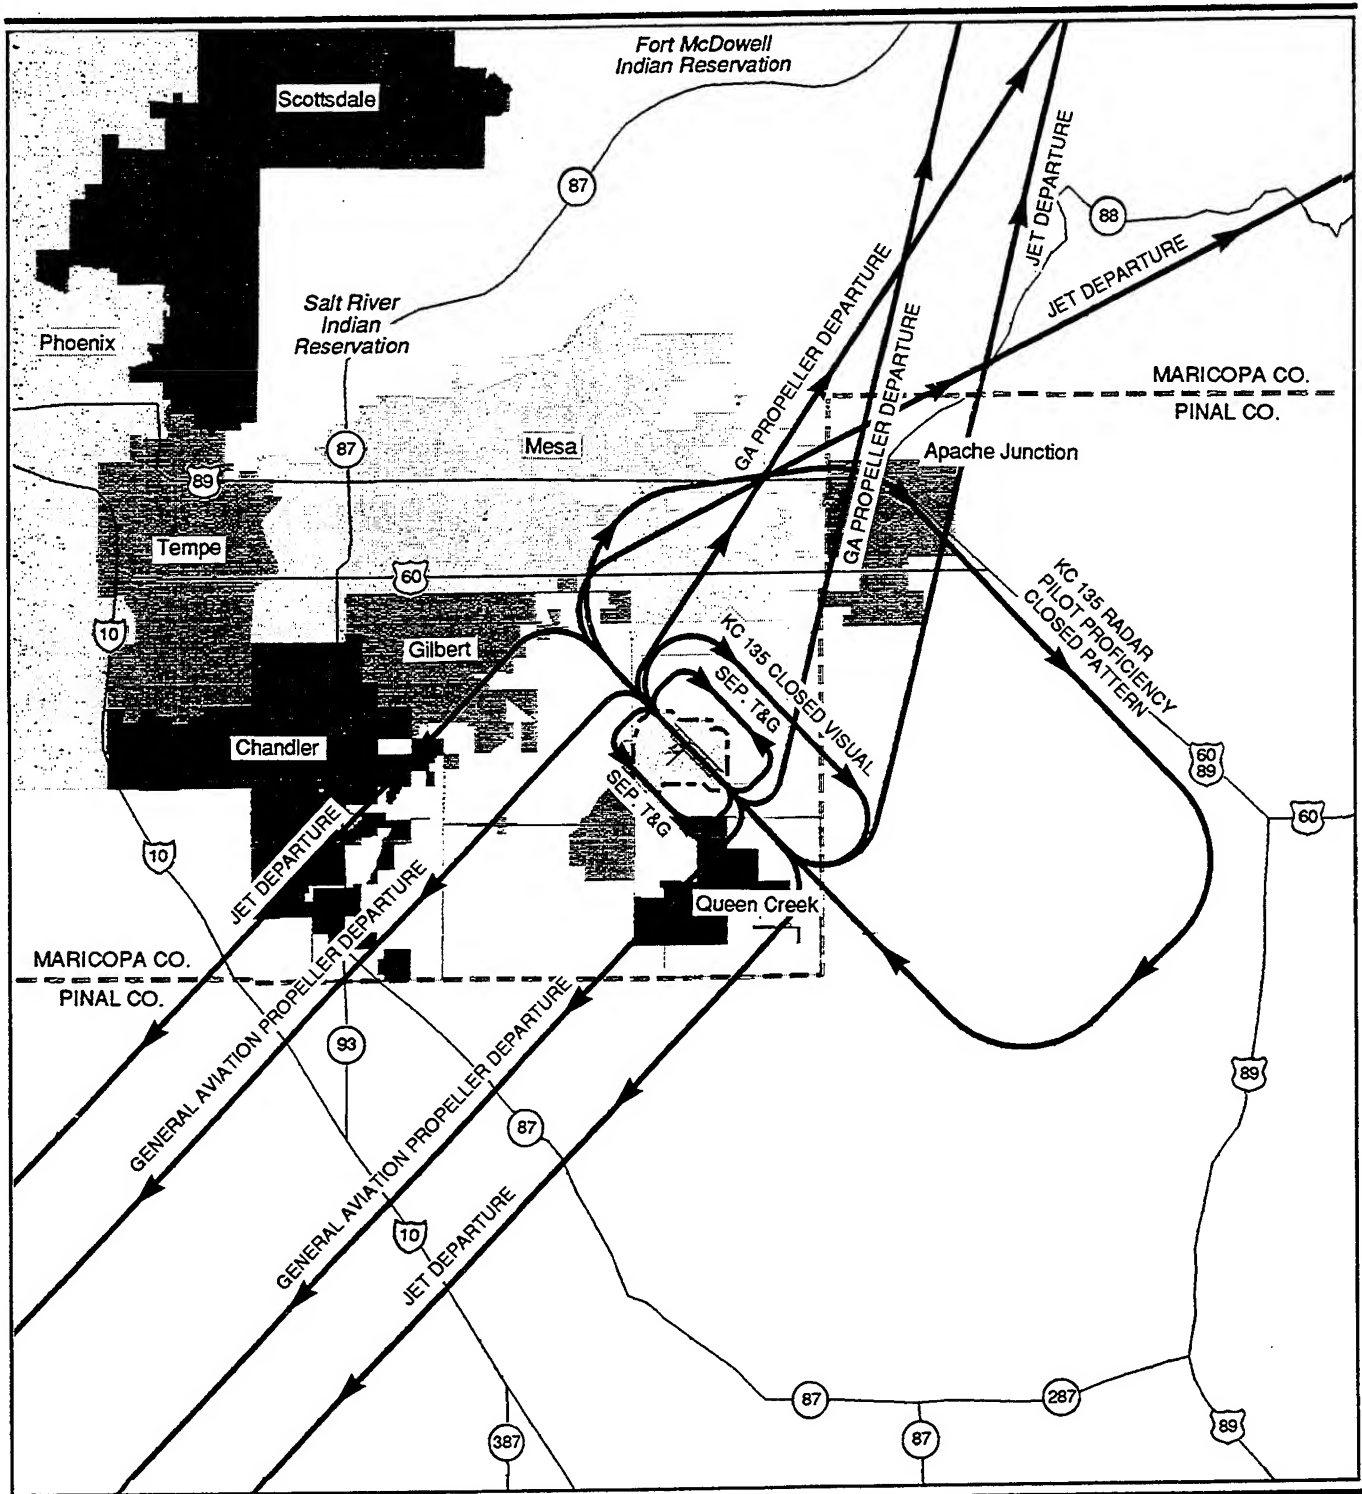 Fort McDowell
Indian Reservation
Scottsdale
87
88
JET DEPARTURE
JET DEPARTURE
GA PROPELLER DEPARTURE
GA PROPELLER DEPARTURE
Salt River
Indian
Reservation
Phoenix
MARICOPA CO.
PINAL CO.
87
Mesa
Apache Junction
89
Tempe
60
10
Gilbert
KC 135 RADAR
PILOT PROFICIENCY
CLOSED PATTERN
KC 135 CLOSED VISUAL
SEP. T&G
SEP. T&G
Chandler
60
89
60
10
JET DEPARTURE
Queen Creek
GENERAL AVIATION PROPELLER DEPARTURE
MARICOPA CO.
PINAL CO.
93
GENERAL AVIATION PROPELLER DEPARTURE
87
89
JET DEPARTURE
10
87
287
387
87
89